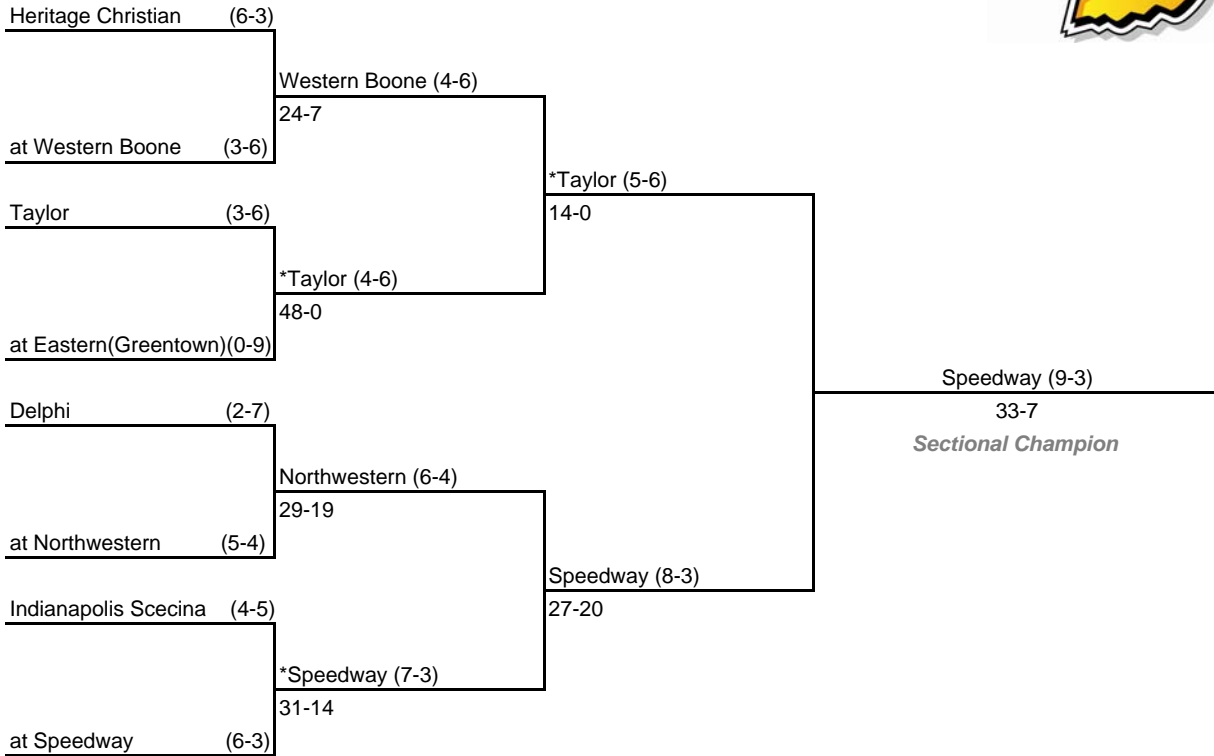 Heritage Christian (6-3)
Western Boone (4-6)
24-7
at Western Boone (3-6)
*Taylor (5-6)
14-0
Taylor (3-6)
*Taylor (4-6)
48-0
at Eastern(Greentown)(0-9)
Speedway (9-3)
33-7
Sectional Champion
Delphi (2-7)
Northwestern (6-4)
29-19
at Northwestern (5-4)
Speedway (8-3)
27-20
Indianapolis Scecina (4-5)
*Speedway (7-3)
31-14
at Speedway (6-3)